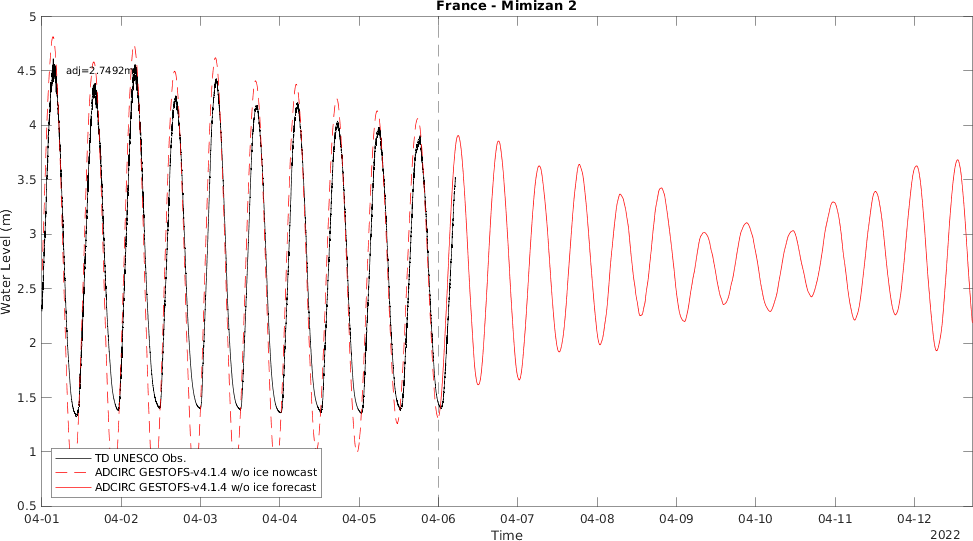 France - Mimizan 2
5
4.5
4
3.5
3
2.5
2
1.5
1
0.5
Water Level (m)
adj=2.7492m
TD UNESCO Obs.
ADCIRC GESTOFS-v4.1.4 w/o ice nowcast
ADCIRC GESTOFS-v4.1.4 w/o ice forecast
04-01 04-02 04-03 04-04 04-05 04-06 04-07 04-08 04-09 04-10 04-11 04-12
Time
2022